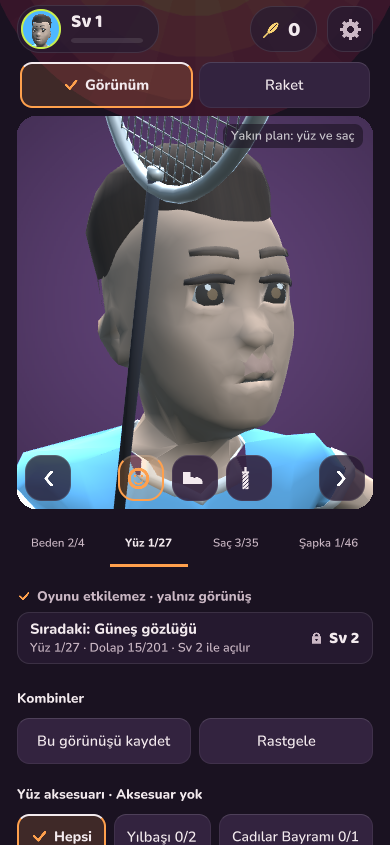 Sv 1
0
Görünüm
Raket
Yakın plan: yüz ve saç
Beden 2/4
Yüz 1/27
Saç 3/35
Şapka 1/46
Oyunu etkilemez · yalnız görünüş
Sıradaki: Güneş gözlüğü
Yüz 1/27 · Dolap 15/201 · Sv 2 ile açılır
Sv 2
Kombinler
Bu görünüşü kaydet
Rastgele
Yüz aksesuarı · Aksesuar yok
Hepsi
Yılbaşı 0/2
Cadılar Bayramı 0/1